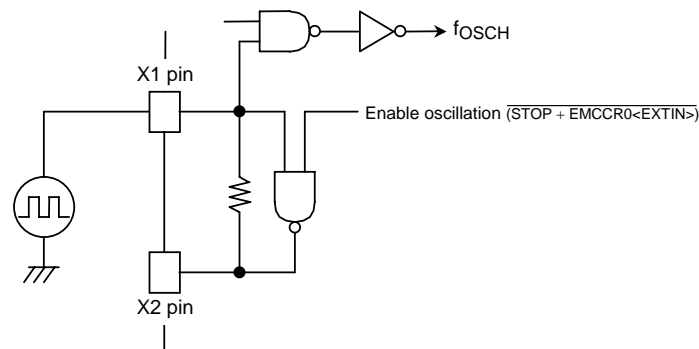 fOSCH
X1 pin
Enable oscillation (STOP + EMCCR0<EXTIN>)
X2 pin